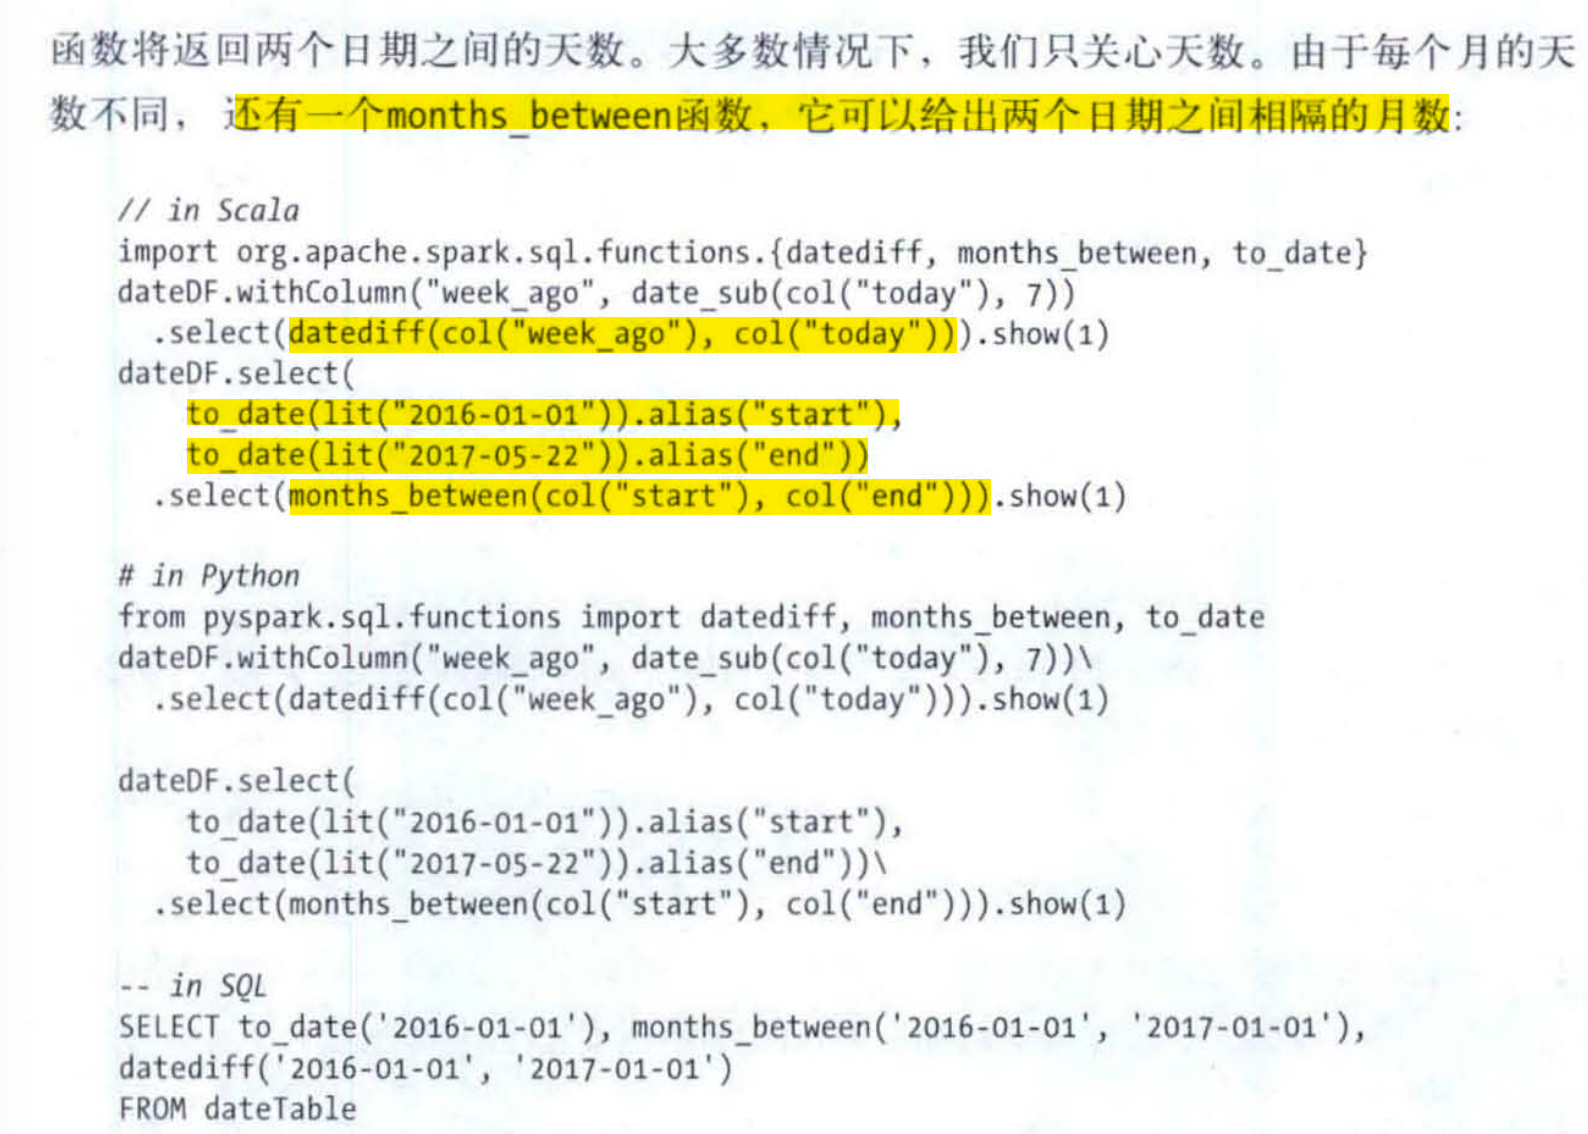 函数将返回两个日期之间的天数。大多数情况下，我们只关心天数。由于每个月的天
数不同，还有一个months_between函数，它可以给出两个日期之间相隔的月数:
// in Scala
import org.apache.spark.sql.functions.{datediff, months_between, to_date}
dateDF.withColumn("week_ago", date_sub(col("today"), 7))
  .select(datediff(col("week_ago"), col("today"))).show(1)
dateDF.select(
    to_date(lit("2016-01-01")).alias("start"),
    to_date(lit("2017-05-22")).alias("end"))
  .select(months_between(col("start"), col("end"))).show(1)
# in Python
from pyspark.sql.functions import datediff, months_between, to_date
dateDF.withColumn("week_ago", date_sub(col("today"), 7))\
  .select(datediff(col("week_ago"), col("today"))).show(1)
dateDF.select(
    to_date(lit("2016-01-01")).alias("start"),
    to_date(lit("2017-05-22")).alias("end"))\
  .select(months_between(col("start"), col("end"))).show(1)
-- in SQL
SELECT to_date('2016-01-01'), months_between('2016-01-01', '2017-01-01'),
datediff('2016-01-01', '2017-01-01')
FROM dateTable